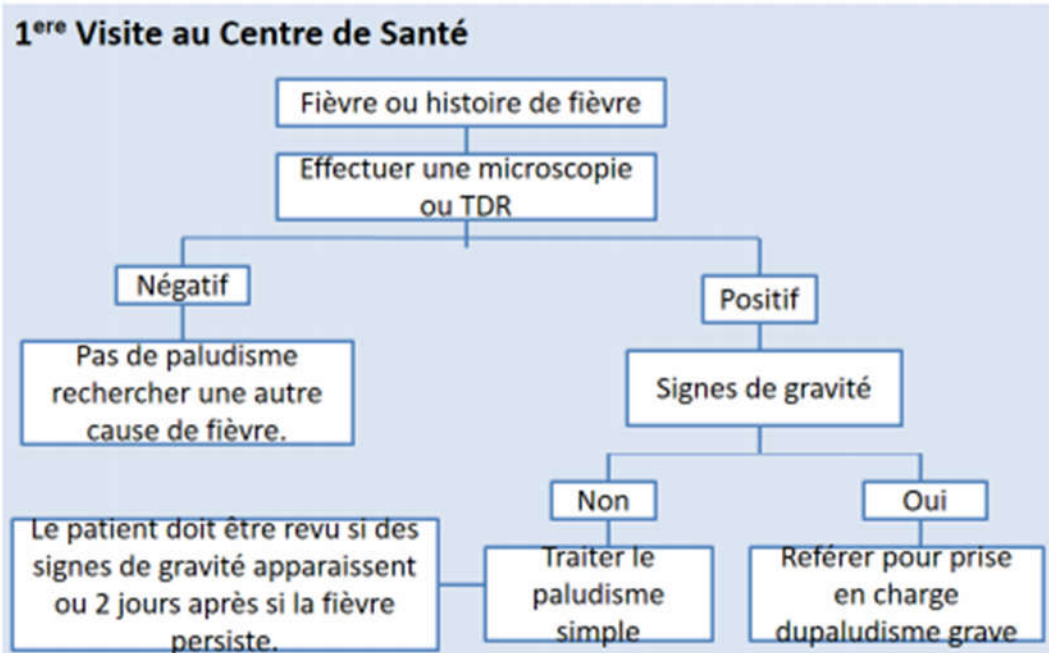 1ere Visite au Centre de Santé
Fièvre ou histoire de fièvre
Effectuer une microscopie
ou TDR
Négatif
Positif
Pas de paludisme
rechercher une autre
cause de fièvre.
Signes de gravité
Non
Oui
Le patient doit être revu si des
signes de gravité apparaissent
ou 2 jours après si la fièvre
persiste.
Traiter le
paludisme
simple
Reférer pour prise
en charge
dupaludisme grave